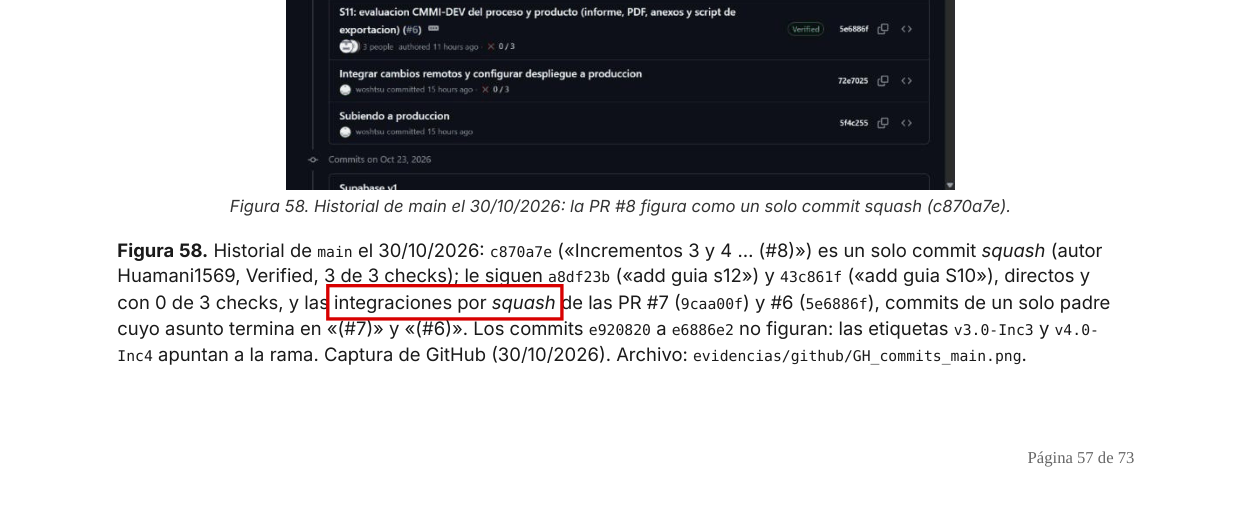 S11: evaluacion CMMI-DEV del proceso y producto (informe, PDF, anexos y script de
exportacion) (#6)
Verified
5e6886f
3 people authored 11 hours ago · × 0 / 3
Integrar cambios remotos y configurar despliegue a produccion
72e7025
woshtsu committed 15 hours ago · × 0 / 3
Subiendo a produccion
5f4c255
woshtsu committed 15 hours ago
Commits on Oct 23, 2026
Supabase v1
Figura 58. Historial de main el 30/10/2026: la PR #8 figura como un solo commit squash (c870a7e).
Figura 58. Historial de main el 30/10/2026: c870a7e («Incrementos 3 y 4 … (#8)») es un solo commit squash (autor
Huamani1569, Verified, 3 de 3 checks); le siguen a8df23b («add guia s12») y 43c861f («add guia S10»), directos y
con 0 de 3 checks, y las integraciones por squash de las PR #7 (9caa00f) y #6 (5e6886f), commits de un solo padre
cuyo asunto termina en «(#7)» y «(#6)». Los commits e920820 a e6886e2 no figuran: las etiquetas v3.0-Inc3 y v4.0-
Inc4 apuntan a la rama. Captura de GitHub (30/10/2026). Archivo: evidencias/github/GH_commits_main.png.
Página 57 de 73